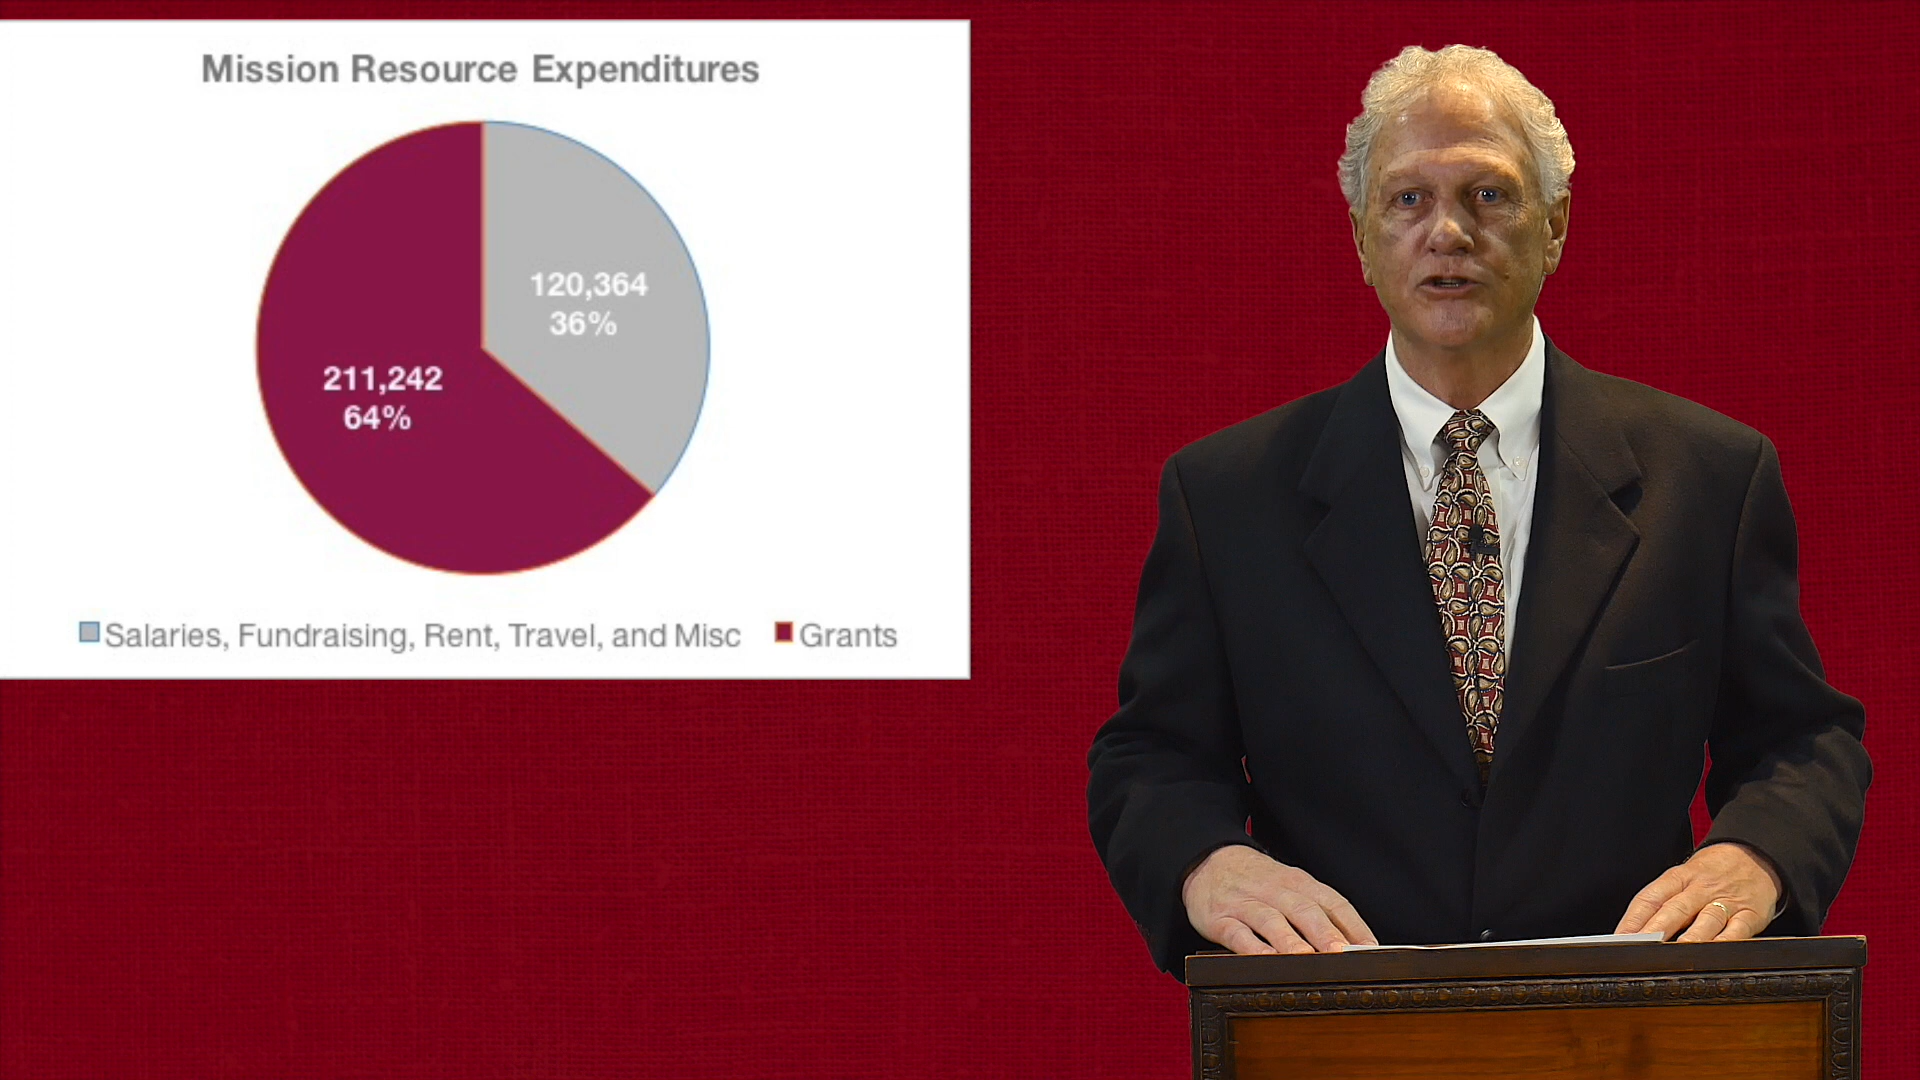 Mission Resource Expenditures
120,364
36%
211,242
64%
Salaries, Fundraising, Rent, Travel, and Misc
Grants